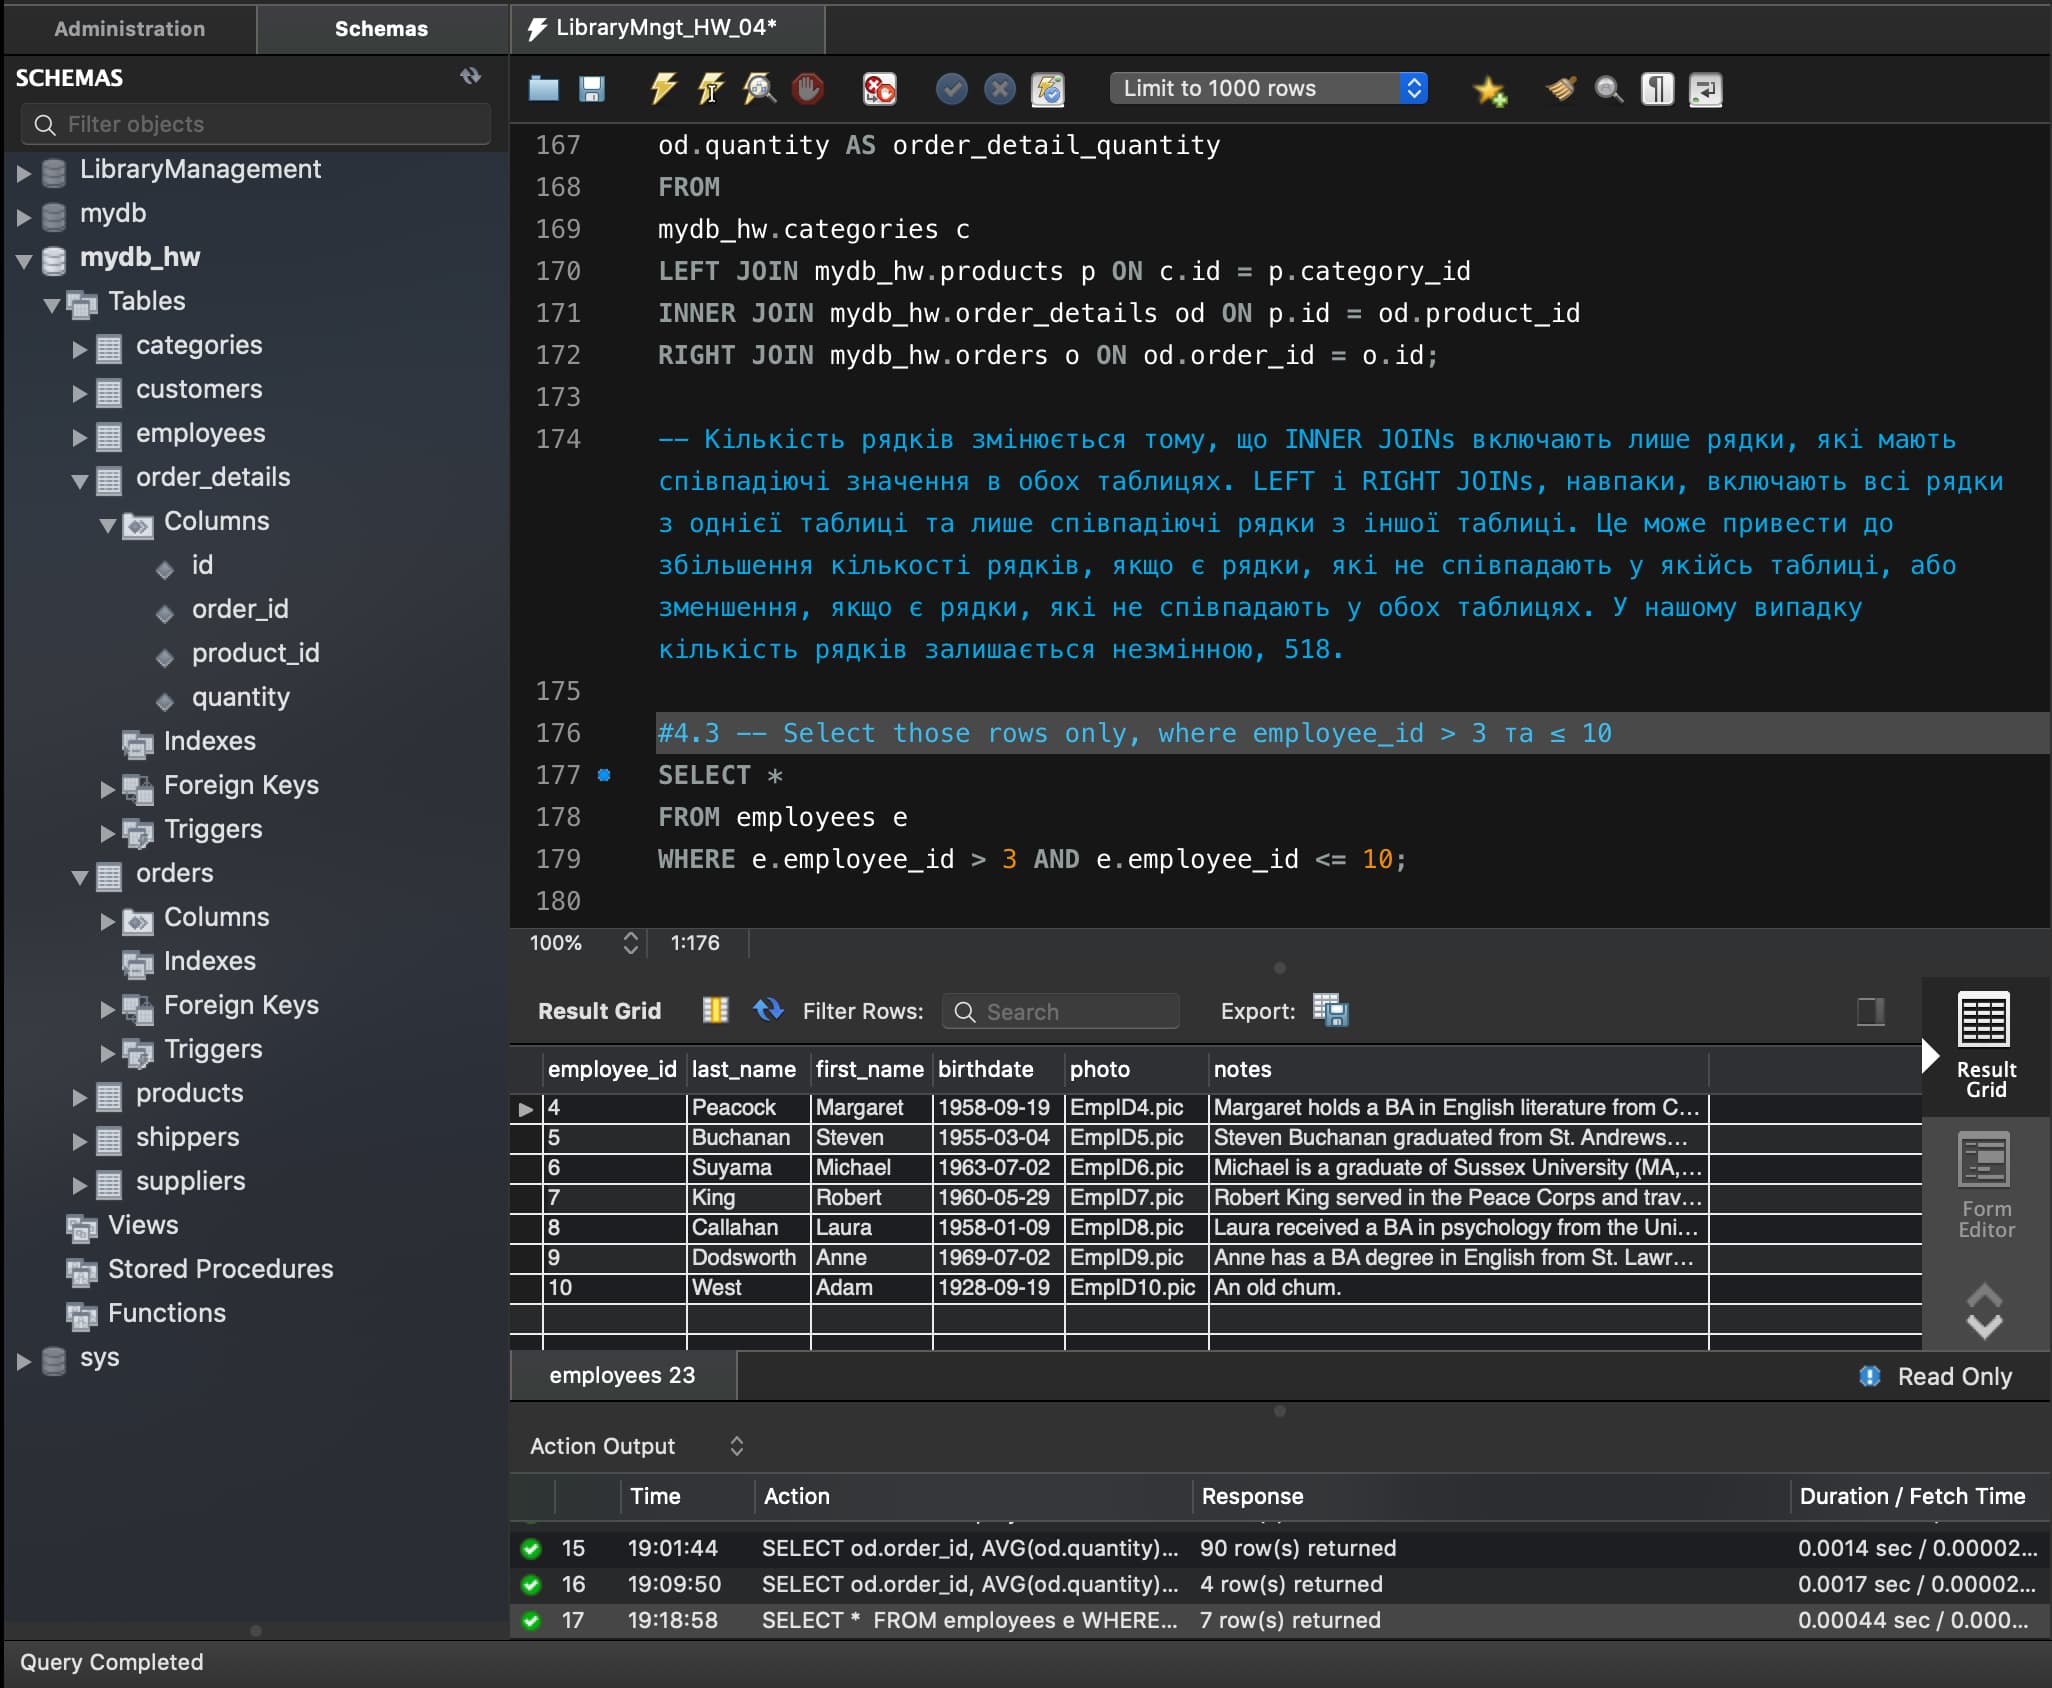 Administration
Schemas
LibraryMngt_HW_04*
SCHEMAS
Filter objects
LibraryManagement
mydb
mydb_hw
Tables
categories
customers
employees
order_details
Columns
id
order_id
product_id
quantity
Indexes
Foreign Keys
Triggers
orders
Columns
Indexes
Foreign Keys
Triggers
products
shippers
suppliers
Views
Stored Procedures
Functions
sys
Limit to 1000 rows
167 od.quantity AS order_detail_quantity
168 FROM
169 mydb_hw.categories c
170 LEFT JOIN mydb_hw.products p ON c.id = p.category_id
171 INNER JOIN mydb_hw.order_details od ON p.id = od.product_id
172 RIGHT JOIN mydb_hw.orders o ON od.order_id = o.id;
173
174 -- Кількість рядків змінюється тому, що INNER JOINs включають лише рядки, які мають
співпадіючі значення в обох таблицях. LEFT і RIGHT JOINs, навпаки, включають всі рядки
з однієї таблиці та лише співпадіючі рядки з іншої таблиці. Це може привести до
збільшення кількості рядків, якщо є рядки, які не співпадають у якійсь таблиці, або
зменшення, якщо є рядки, які не співпадають у обох таблицях. У нашому випадку
кількість рядків залишається незмінною, 518.
175
176 #4.3 -- Select those rows only, where employee_id > 3 та ≤ 10
177 SELECT *
178 FROM employees e
179 WHERE e.employee_id > 3 AND e.employee_id <= 10;
180
100% 1:176
Result Grid Filter Rows: Search Export:
employee_id last_name first_name birthdate photo notes
4 Peacock Margaret 1958-09-19 EmpID4.pic Margaret holds a BA in English literature from C...
5 Buchanan Steven 1955-03-04 EmpID5.pic Steven Buchanan graduated from St. Andrews...
6 Suyama Michael 1963-07-02 EmpID6.pic Michael is a graduate of Sussex University (MA,...
7 King Robert 1960-05-29 EmpID7.pic Robert King served in the Peace Corps and trav...
8 Callahan Laura 1958-01-09 EmpID8.pic Laura received a BA in psychology from the Uni...
9 Dodsworth Anne 1969-07-02 EmpID9.pic Anne has a BA degree in English from St. Lawr...
10 West Adam 1928-09-19 EmpID10.pic An old chum.
Result
Grid
Form
Editor
employees 23
Read Only
Action Output
Time Action Response Duration / Fetch Time
15 19:01:44 SELECT od.order_id, AVG(od.quantity)... 90 row(s) returned 0.0014 sec / 0.00002...
16 19:09:50 SELECT od.order_id, AVG(od.quantity)... 4 row(s) returned 0.0017 sec / 0.00002...
17 19:18:58 SELECT * FROM employees e WHERE... 7 row(s) returned 0.00044 sec / 0.000...
Query Completed